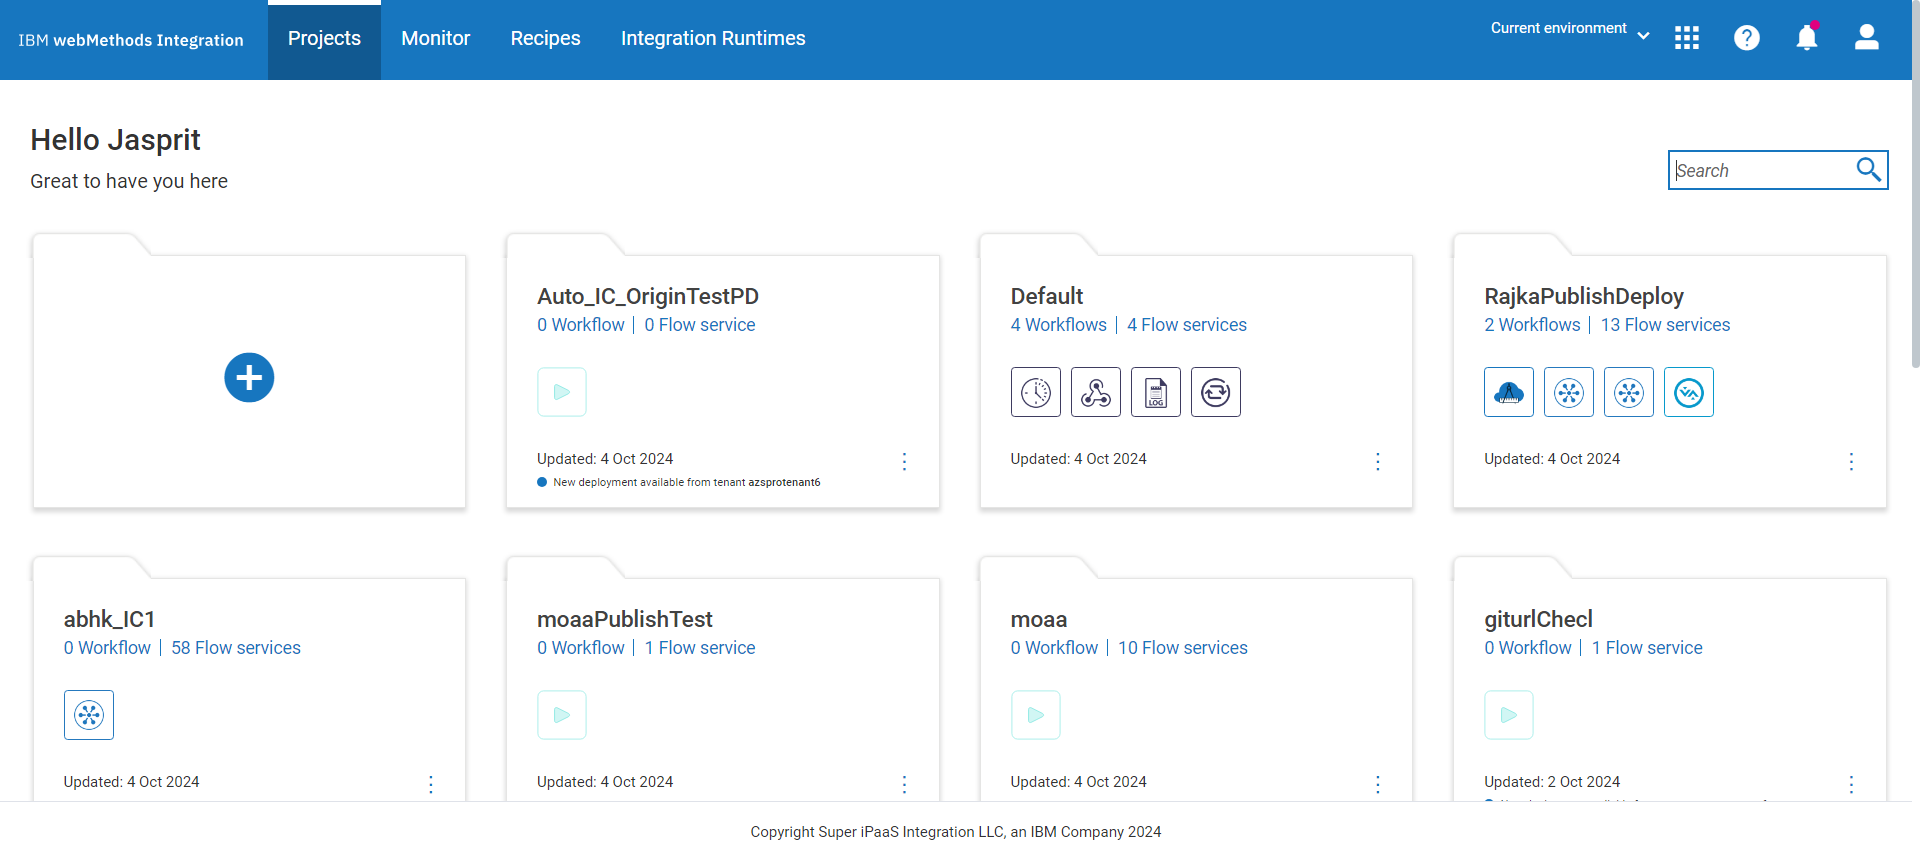 IBM webMethods Integration
Projects
Monitor
Recipes
Integration Runtimes
Current environment
Hello Jasprit
Great to have you here
Search
Auto_IC_OriginTestPD
0 Workflow | 0 Flow service
Updated: 4 Oct 2024
New deployment available from tenant azsprotenant6
Default
4 Workflows | 4 Flow services
LOG
Updated: 4 Oct 2024
RajkaPublishDeploy
2 Workflows | 13 Flow services
Updated: 4 Oct 2024
abhk_IC1
0 Workflow | 58 Flow services
Updated: 4 Oct 2024
moaaPublishTest
0 Workflow | 1 Flow service
Updated: 4 Oct 2024
moaa
0 Workflow | 10 Flow services
Updated: 4 Oct 2024
giturlChecl
0 Workflow | 1 Flow service
Updated: 2 Oct 2024
Copyright Super iPaaS Integration LLC, an IBM Company 2024